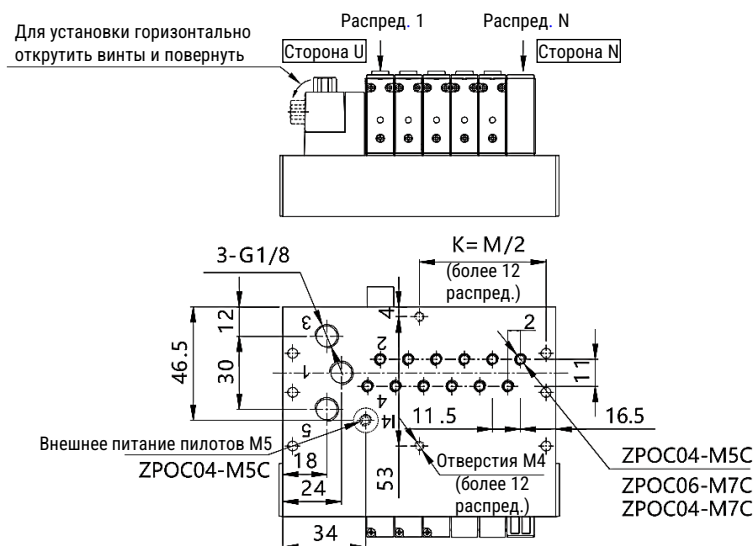 Для установки горизонтально
открутить винты и повернуть
Распред. 1
Распред. N
Сторона U
Сторона N
3-G1/8
K= M/2
(более 12
распред.)
12
30
46.5
3
1
5
2
4
14
4
2
11
11.5
16.5
53
Внешнее питание пилотов M5
ZPOC04-M5C
18
24
34
Отверстия M4
(более 12
распред.)
ZPOC04-M5C
ZPOC06-M7C
ZPOC04-M7C